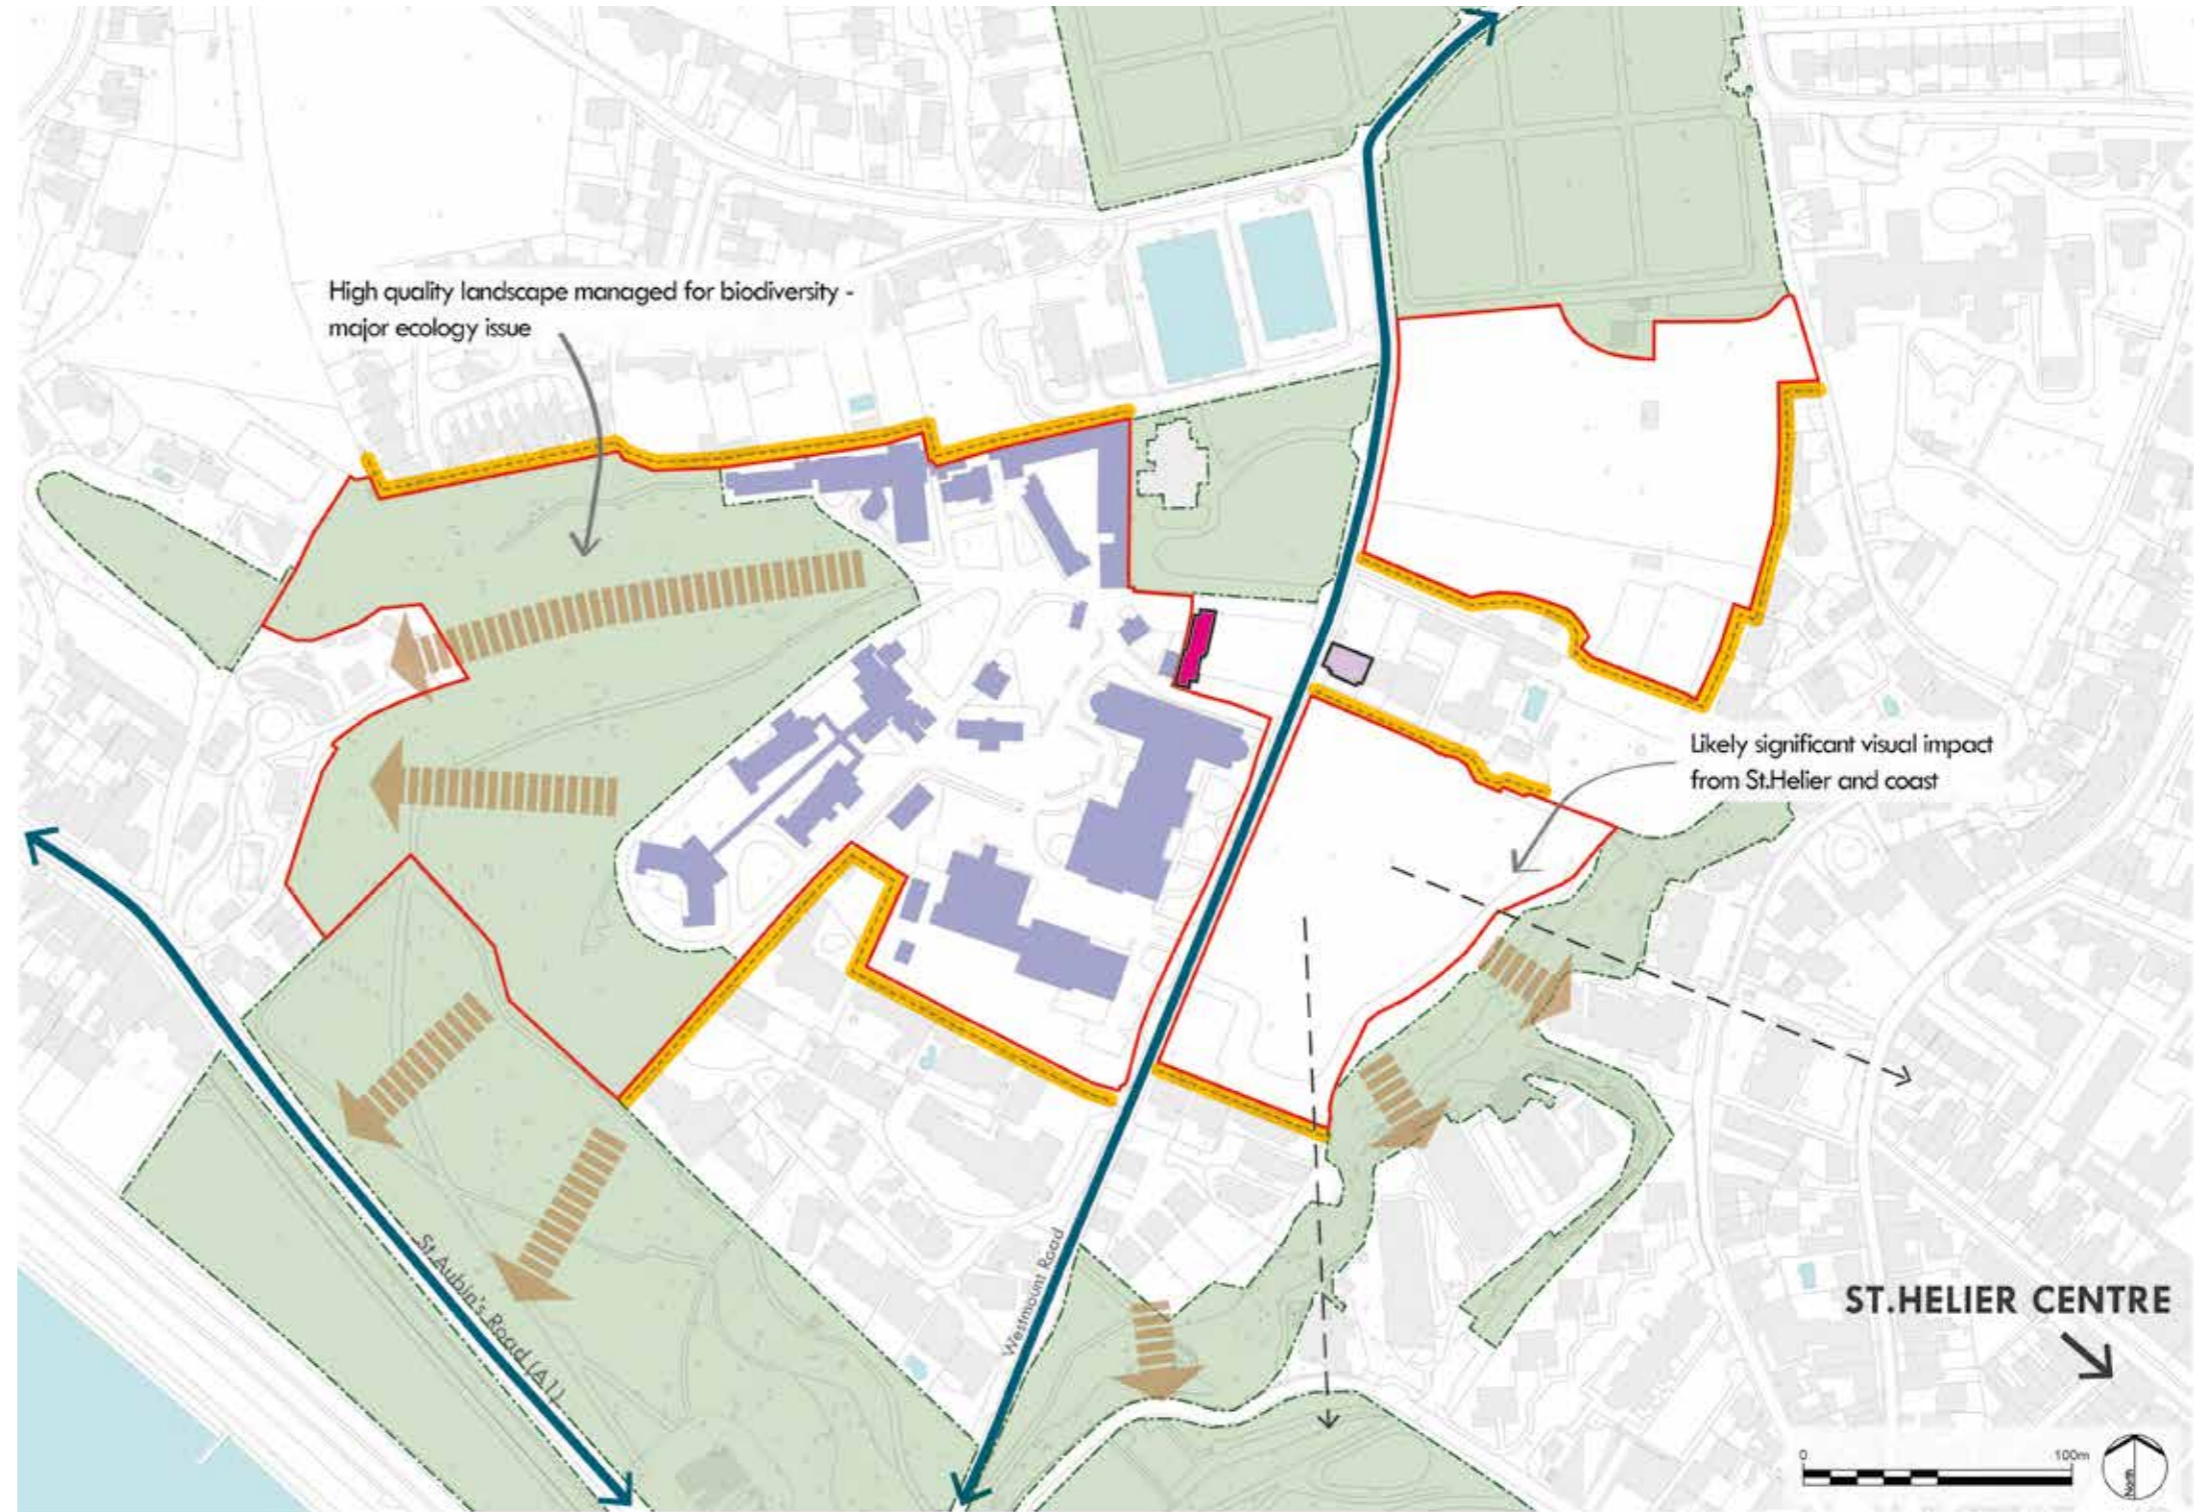 High quality landscape managed for biodiversity -
major ecology issue
Likely significant visual impact
from St.Helier and coast
St.Aubin's Road (A1)
Westmount Road
ST.HELIER CENTRE
0
100m
North